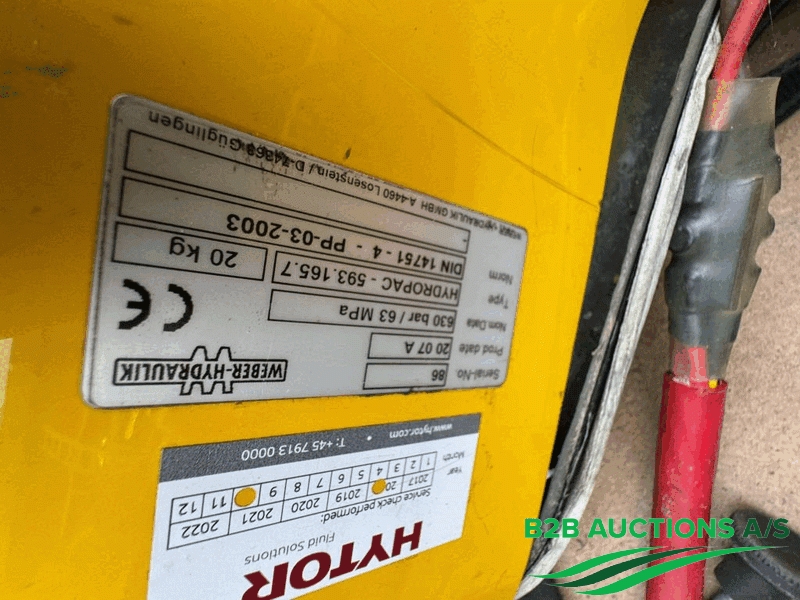 WEBER-HYDRAULIK
Serial-No. 86
Prod date 20 07 A
Nom.Data 630 bar / 63 MPa
Type HYDROPAC - 593.165.7 20 kg
Norm DIN 14751 - 4 - PP-03-2003
CE
WEBER HYDRAULIK GMBH A-4460 Losenstein / D-74363 Güglingen
HYTOR
Fluid Solutions
Service check performed:
Year 2017 20 2019 2020 2021 2022
Month 1 2 3 4 5 6 7 8 9 11 12
www.hytor.com • T: +45 7913 0000
B2B AUCTIONS A/S